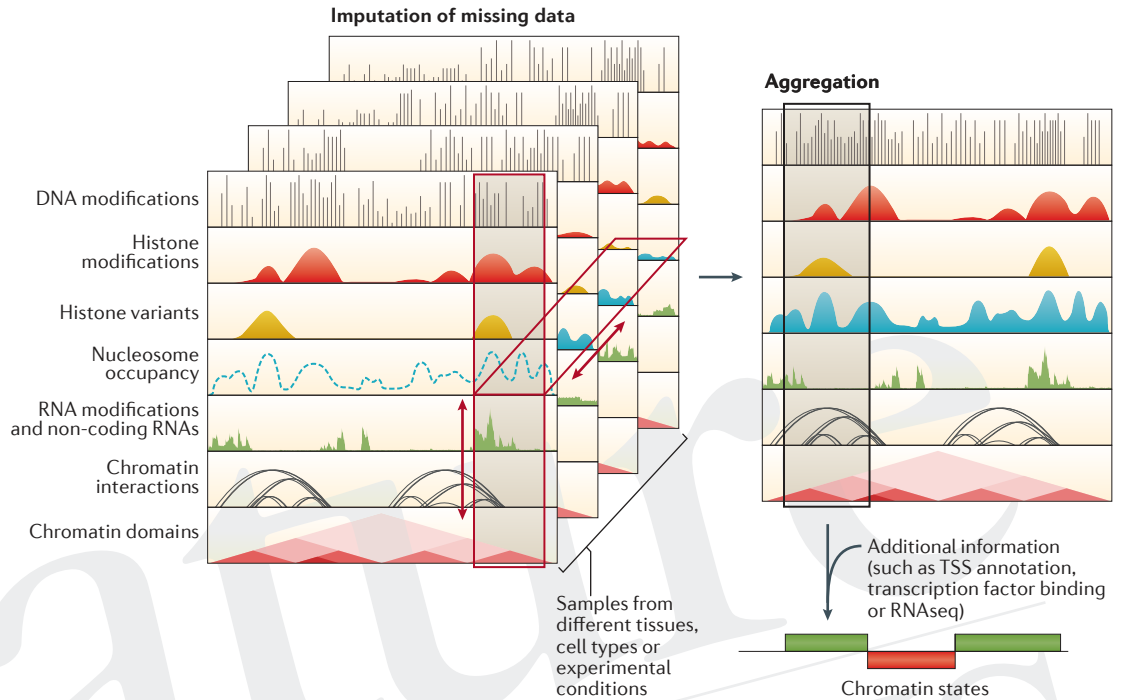 Imputation of missing data
Aggregation
DNA modifications
Histone
modifications
Histone variants
Nucleosome
occupancy
RNA modifications
and non-coding RNAs
Chromatin
interactions
Chromatin domains
Samples from
different tissues,
cell types or
experimental
conditions
Additional information
(such as TSS annotation,
transcription factor binding
or RNAseq)
Chromatin states